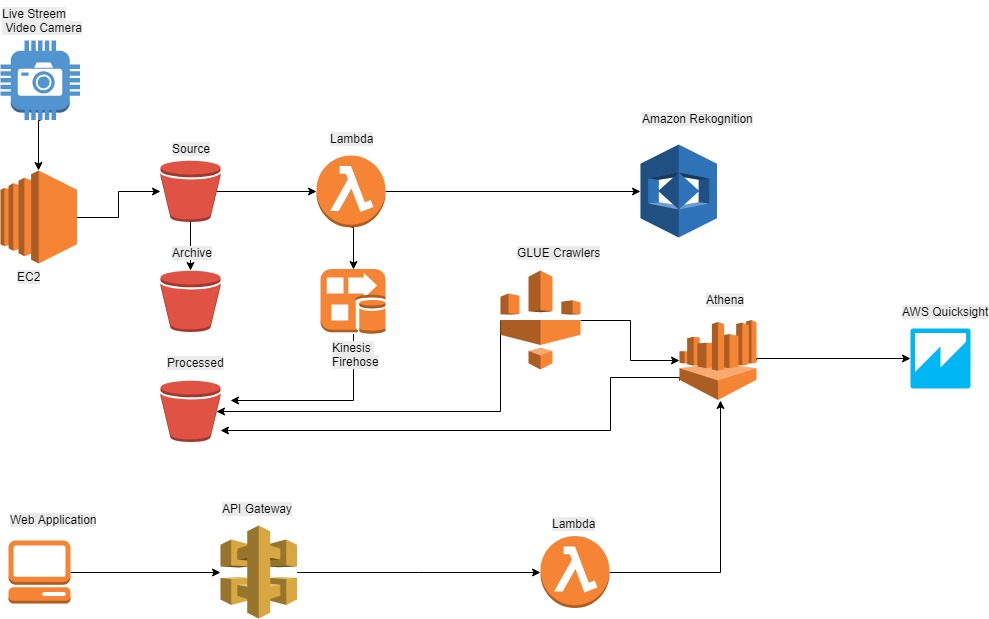 Live Streem
Video Camera
Lambda
Amazon Rekognition
Source
Archive
GLUE Crawlers
EC2
Athena
AWS Quicksight
Kinesis
Firehose
Processed
API Gateway
Web Application
Lambda